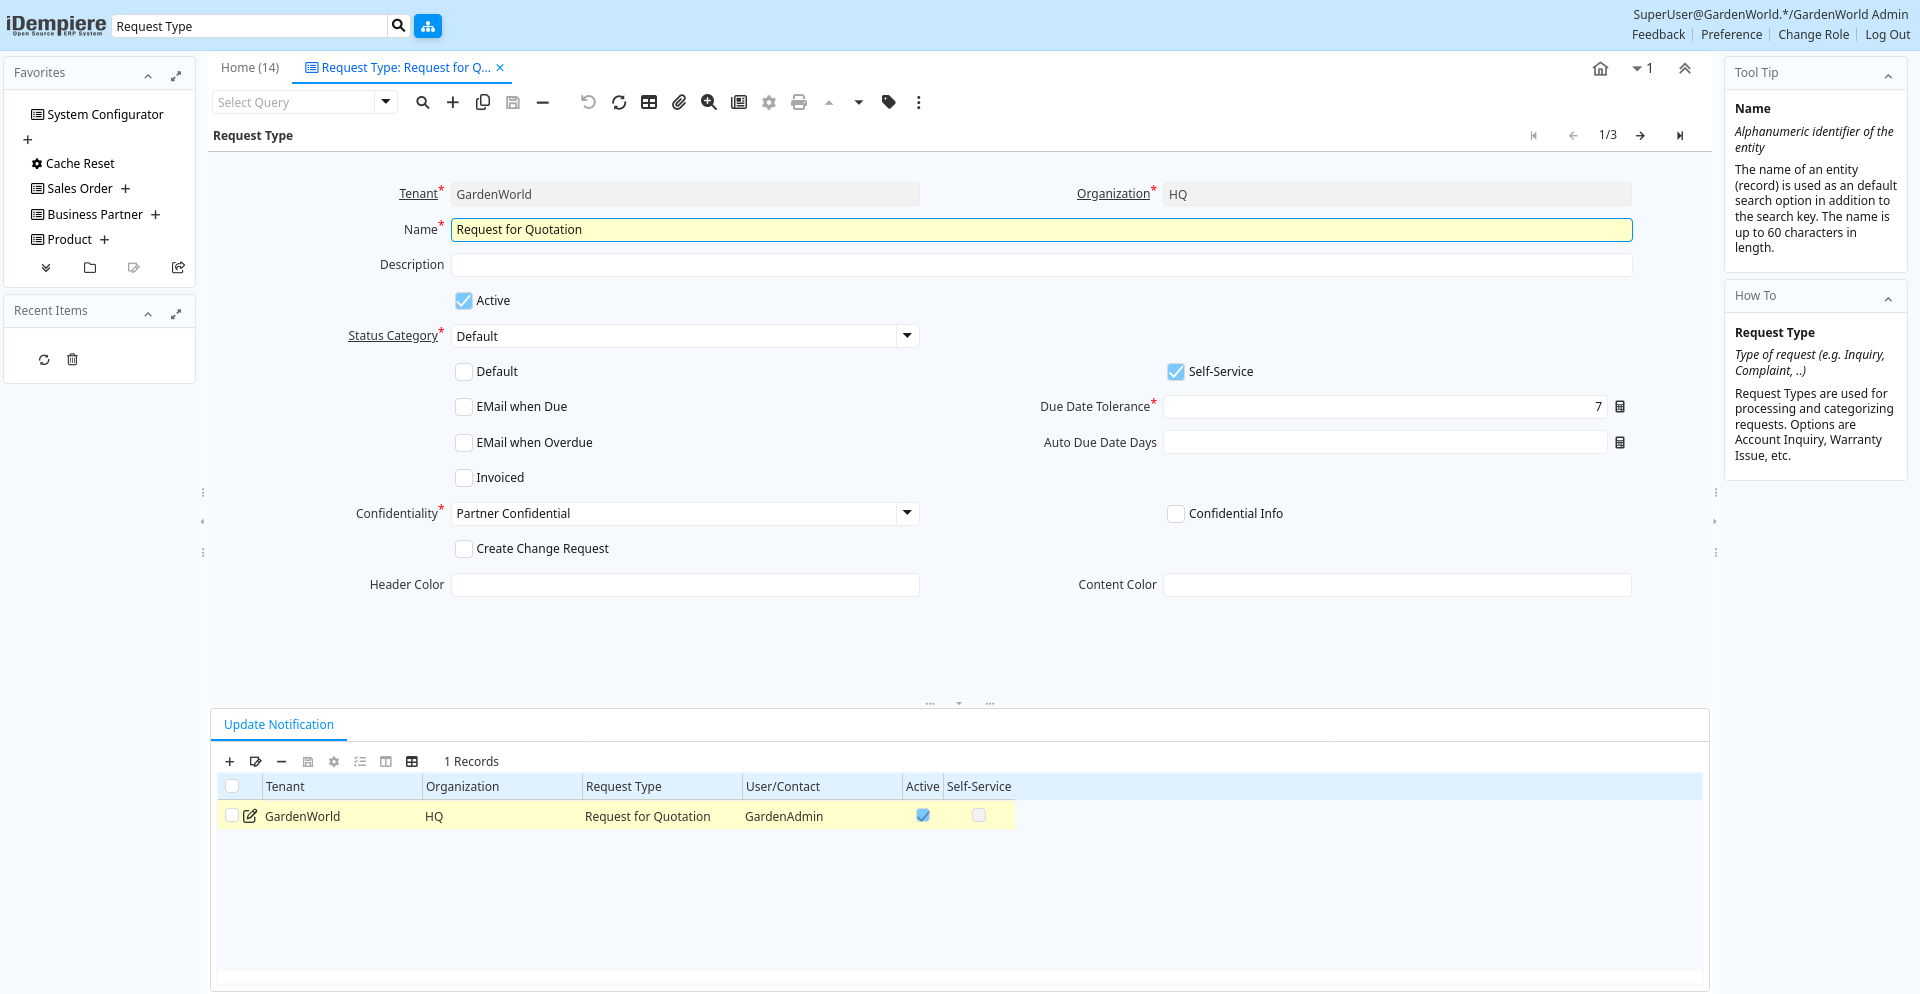 iDempiere
Open Source ERP System
Request Type
SuperUser@GardenWorld.*/GardenWorld Admin
Feedback
Preference
Change Role
Log Out
Favorites
System Configurator
Cache Reset
Sales Order
Business Partner
Product
Recent Items
Home (14)
Request Type: Request for Q...
1
Select Query
Request Type
1/3
Tenant*
GardenWorld
Organization*
HQ
Name*
Request for Quotation
Description
Active
Status Category*
Default
Default
Self-Service
EMail when Due
Due Date Tolerance*
7
EMail when Overdue
Auto Due Date Days
Invoiced
Confidentiality*
Partner Confidential
Confidential Info
Create Change Request
Header Color
Content Color
Update Notification
1 Records
Tenant
Organization
Request Type
User/Contact
Active
Self-Service
GardenWorld
HQ
Request for Quotation
GardenAdmin
Tool Tip
Name
Alphanumeric identifier of the
entity
The name of an entity
(record) is used as an default
search option in addition to
the search key. The name is
up to 60 characters in
length.
How To
Request Type
Type of request (e.g. Inquiry,
Complaint, ..)
Request Types are used for
processing and categorizing
requests. Options are
Account Inquiry, Warranty
Issue, etc.